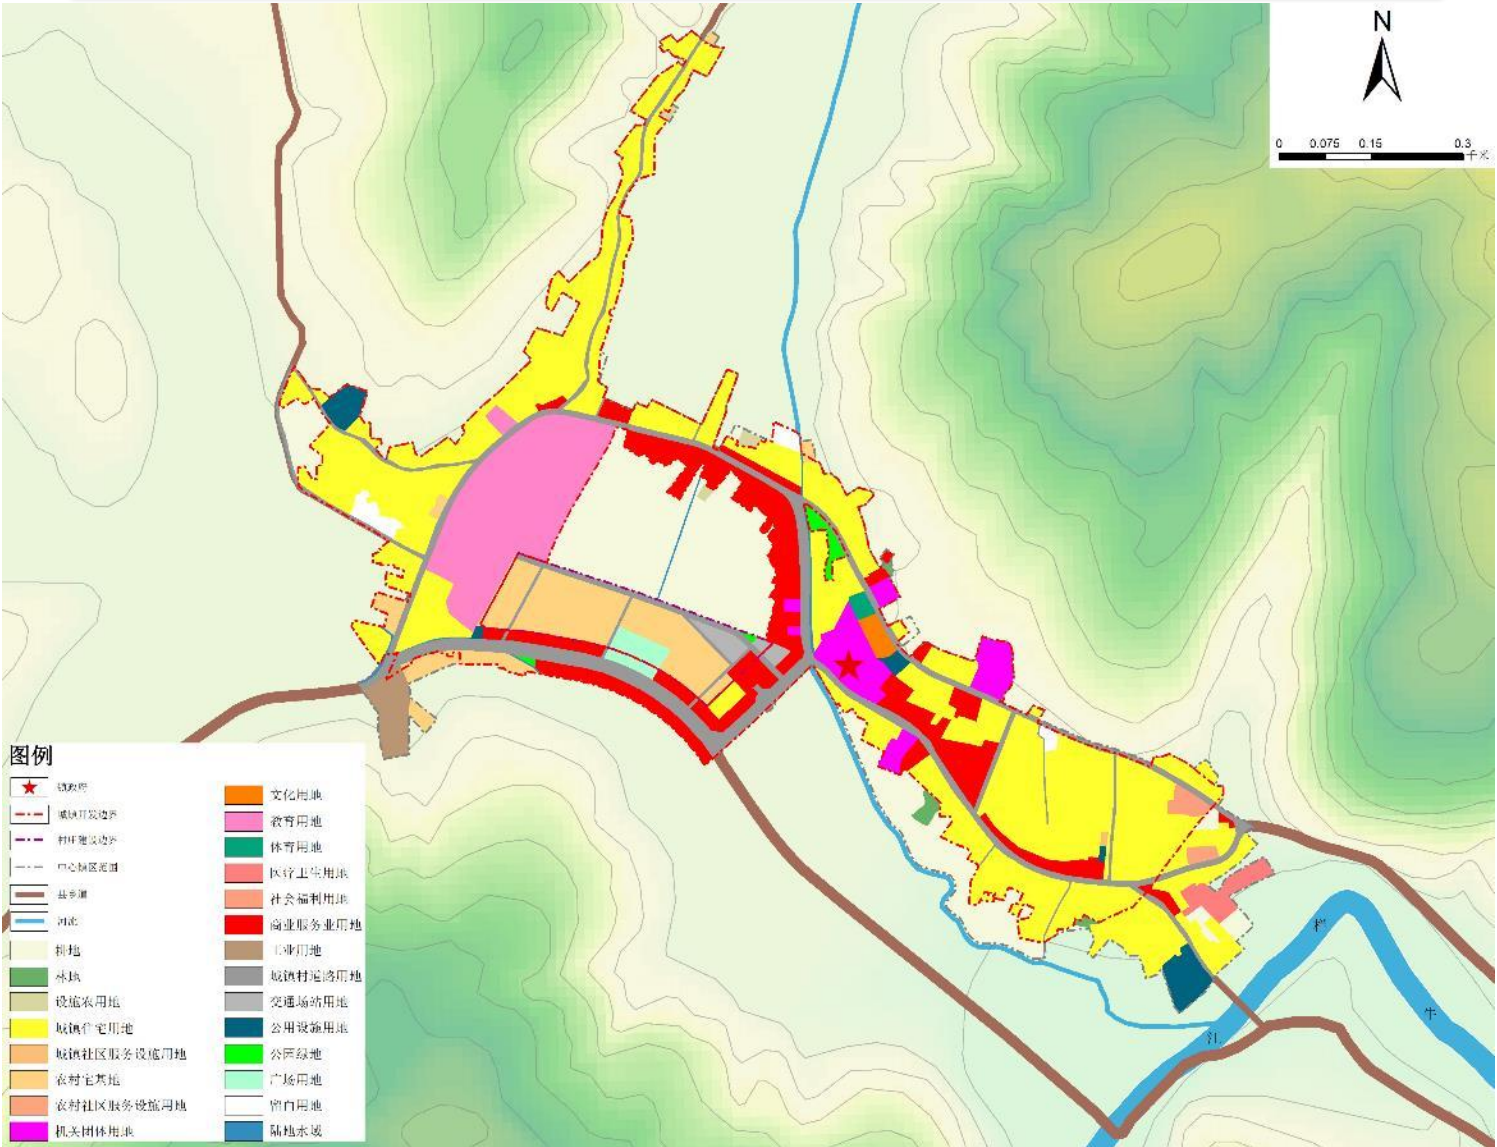 N
0 0.075 0.15 0.3
千米
图例
镇政府
城镇开发边界
村庄建设边界
中心镇区范围
县乡道
河流
耕地
林地
设施农用地
城镇住宅用地
城镇社区服务设施用地
农村宅基地
农村社区服务设施用地
机关团体用地
文化用地
教育用地
体育用地
医疗卫生用地
社会福利用地
商业服务业用地
工业用地
城镇村道路用地
交通场站用地
公用设施用地
公园绿地
广场用地
留白用地
陆地水域
牛
江